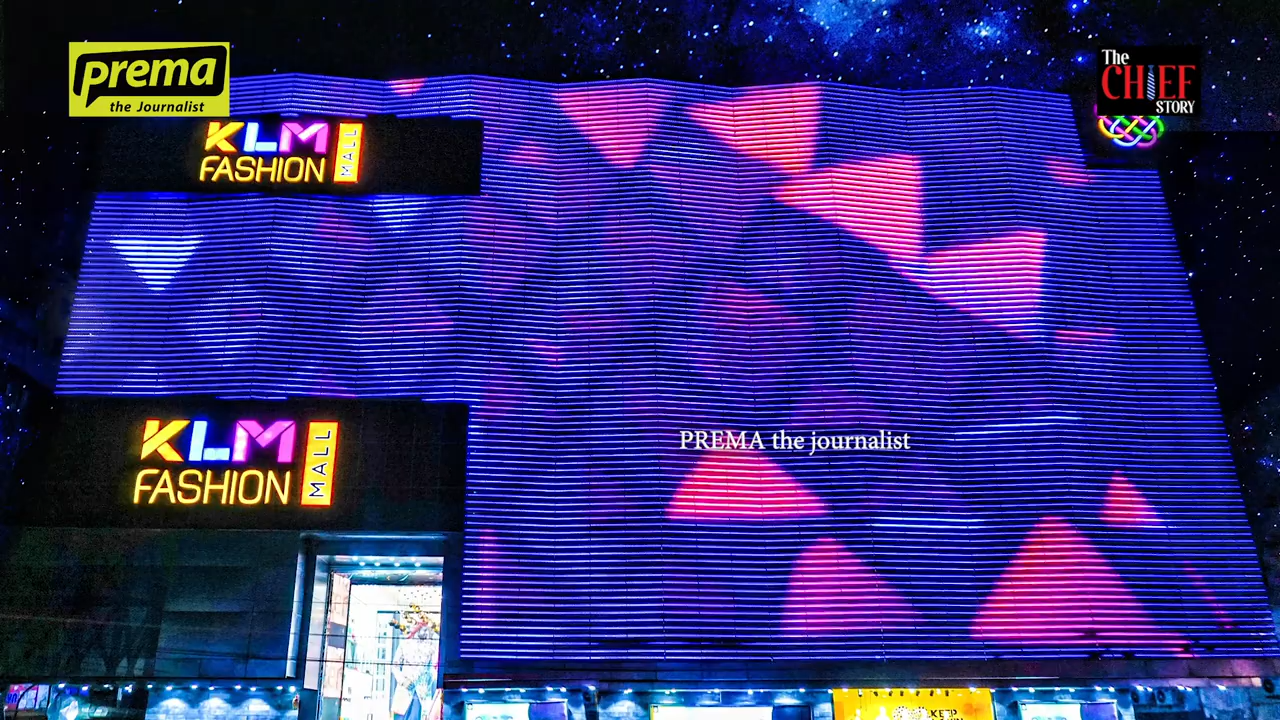 prema
the Journalist
The
CHIEF
STORY
KLM
FASHION
MALL
KLM
FASHION
MALL
PREMA the journalist